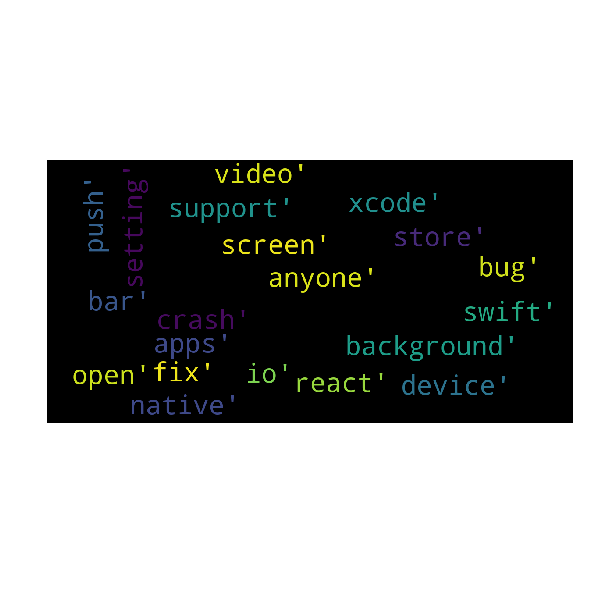 video'
push'
setting'
support'
xcode'
store'
screen'
bug'
anyone'
bar'
swift'
crash'
apps'
background'
open'
fix'
io'
react'
device'
native'